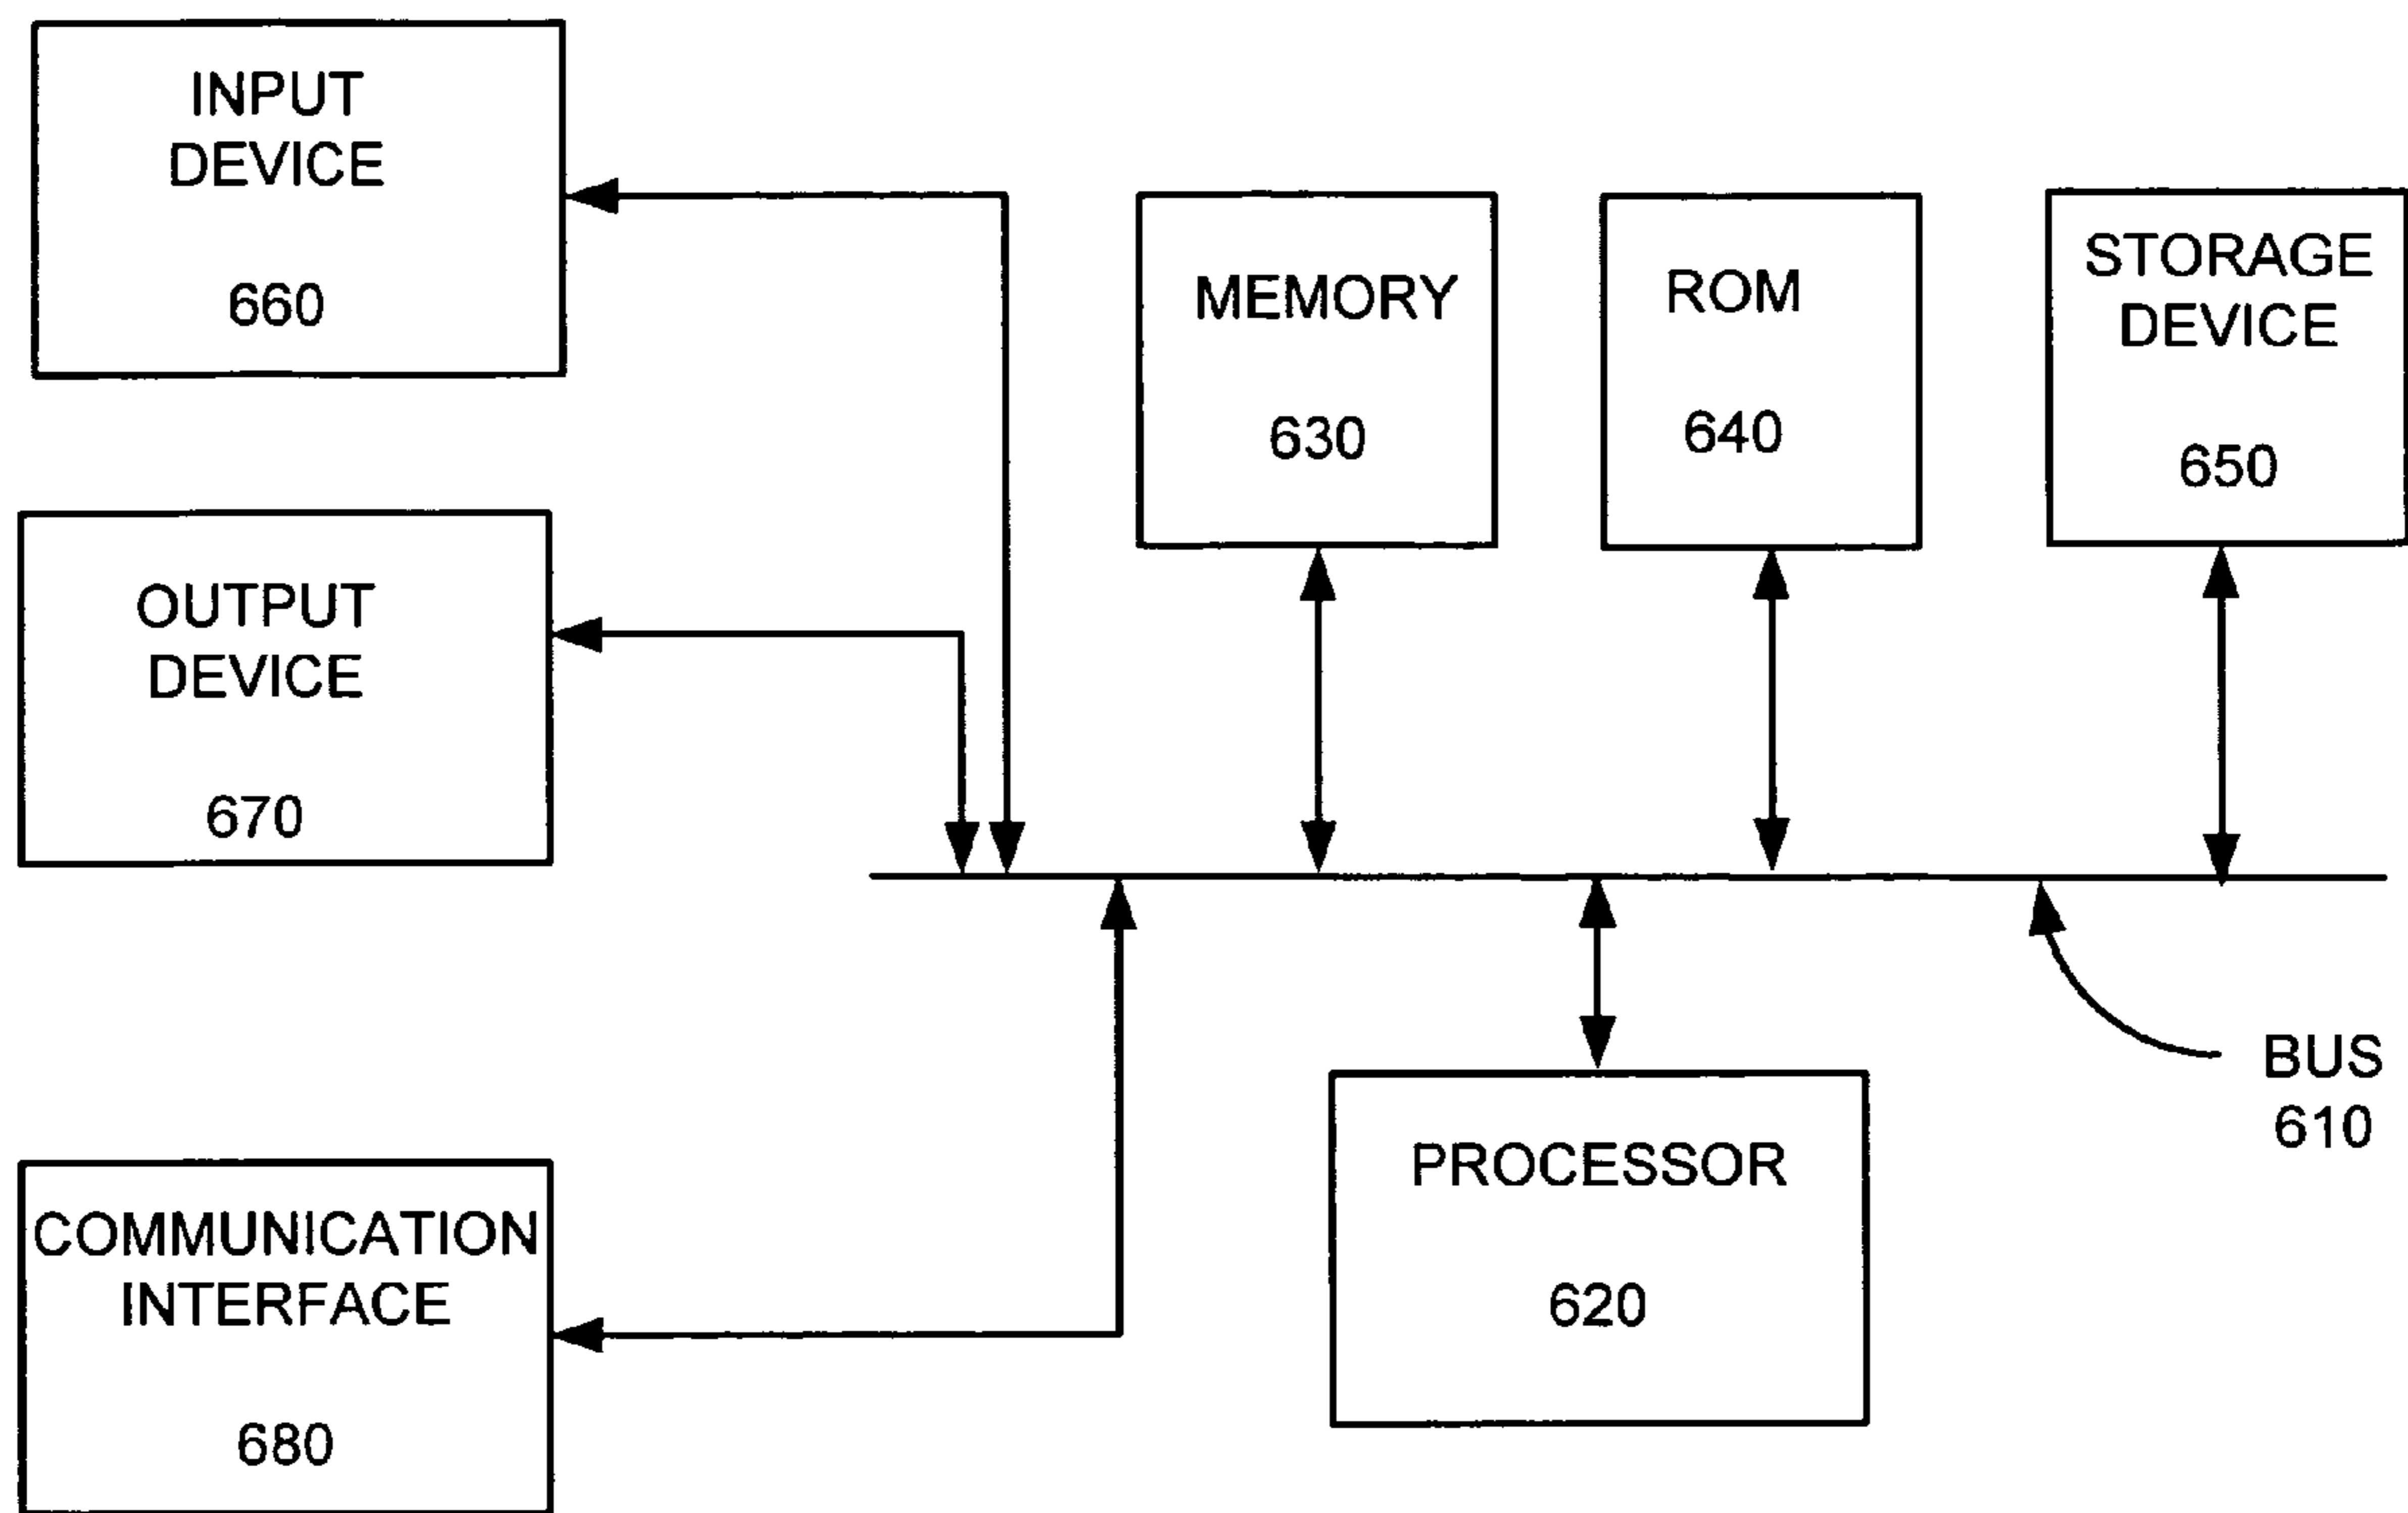 INPUT
DEVICE
660
MEMORY
630
ROM
640
STORAGE
DEVICE
650
OUTPUT
DEVICE
670
BUS
610
PROCESSOR
620
COMMUNICATION
INTERFACE
680